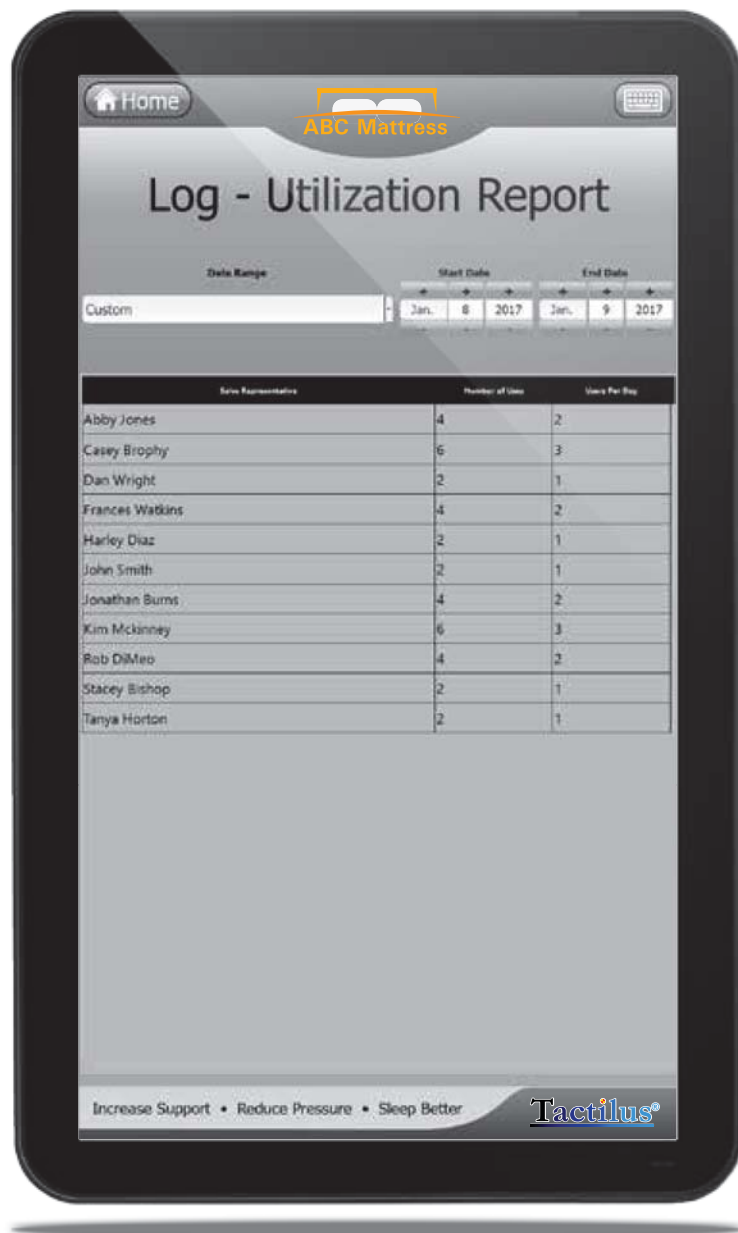 Home
ABC Mattress
Log - Utilization Report
Date Range Start Date End Date
Custom Jan. 8 2017 Jan. 9 2017
Sales Representative Number of Uses Users Per Day
Abby Jones 4 2
Casey Brophy 6 3
Dan Wright 2 1
Frances Watkins 4 2
Harley Diaz 2 1
John Smith 2 1
Jonathan Burns 4 2
Kim Mckinney 6 3
Rob DiMeo 4 2
Stacey Bishop 2 1
Tanya Horton 2 1
Increase Support • Reduce Pressure • Sleep Better
Tactilus®